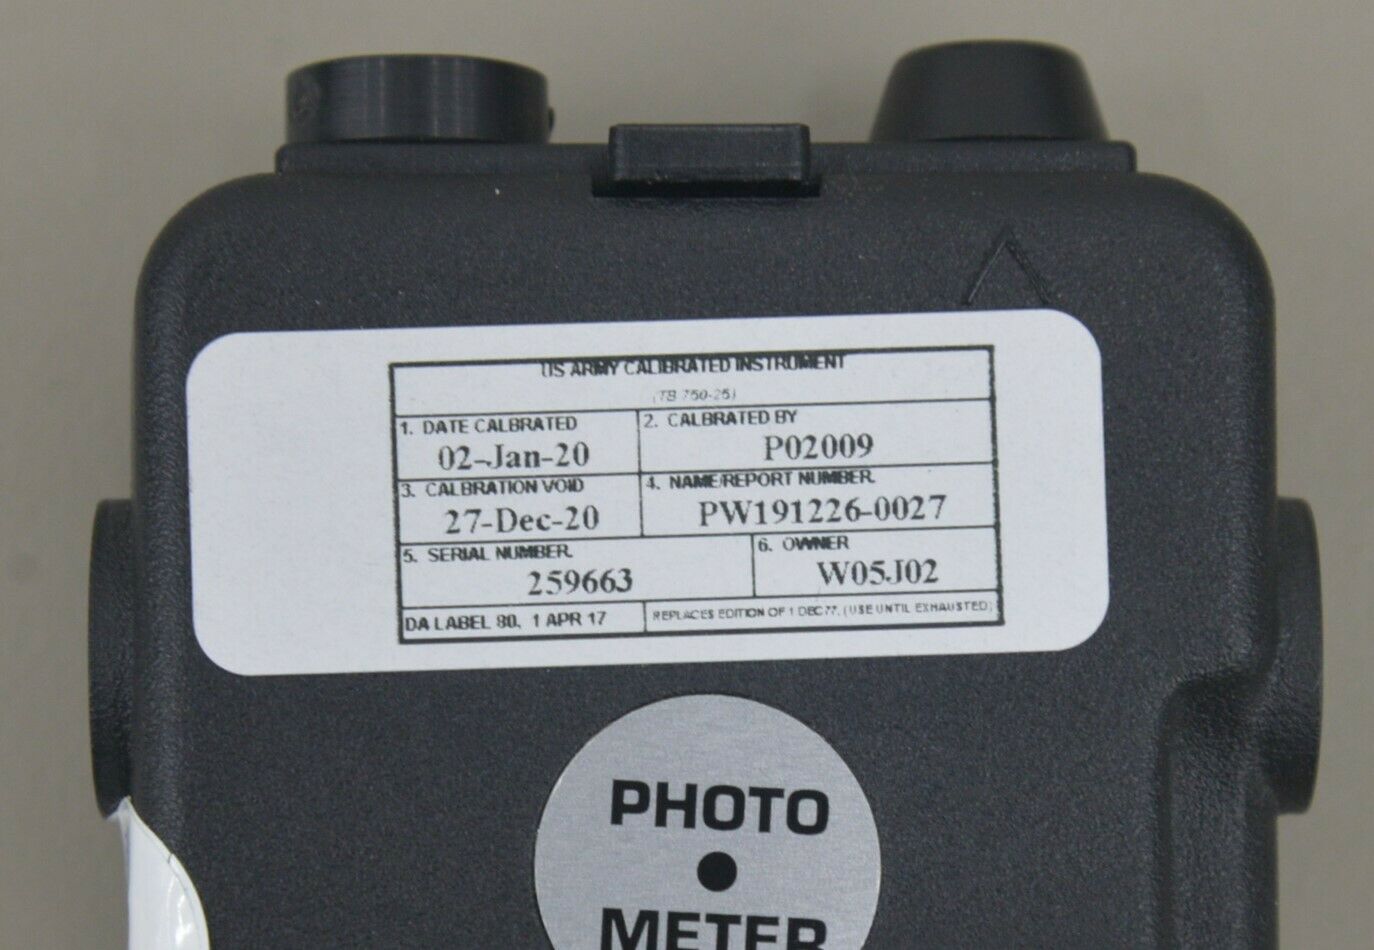 US ARMY CALIBRATED INSTRUMENT
(TB 750-25)
1. DATE CALBRATED
02-Jan-20
2. CALBRATED BY
P02009
3. CALBRATION VOID
27-Dec-20
4. NAME/REPORT NUMBER.
PW191226-0027
5. SERIAL NUMBER.
259663
6. OWNER
W05J02
DA LABEL 80, 1 APR 17
REPLACES EDITION OF 1 DEC 77, (USE UNTIL EXHAUSTED)
PHOTO
METER